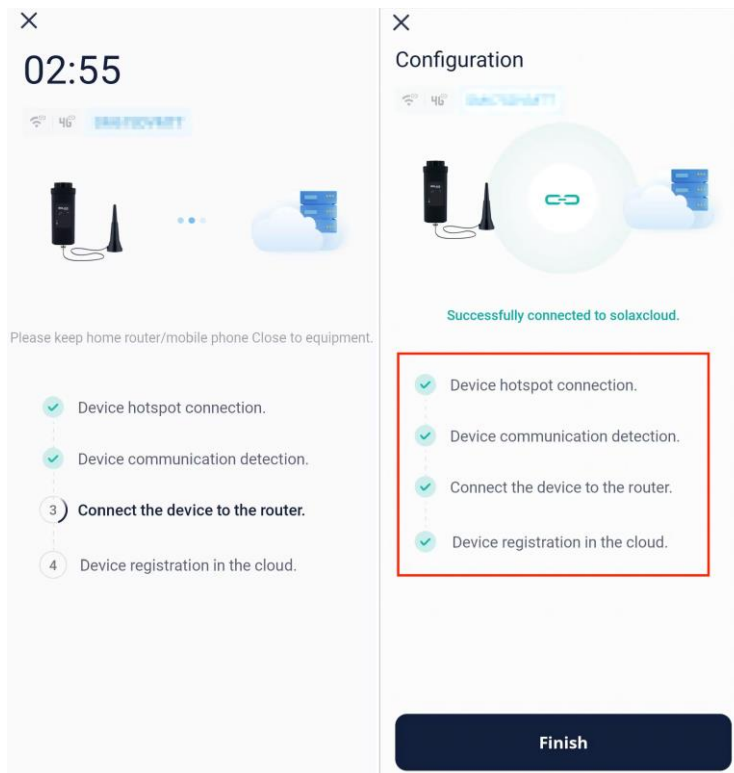 02:55
4G
Please keep home router/mobile phone Close to equipment.
Device hotspot connection.
Device communication detection.
3 Connect the device to the router.
4 Device registration in the cloud.
Configuration
4G
Successfully connected to solaxcloud.
Device hotspot connection.
Device communication detection.
Connect the device to the router.
Device registration in the cloud.
Finish